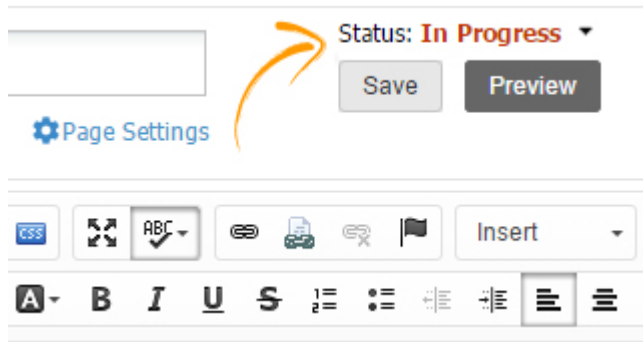 Status: In Progress
Save Preview
Page Settings
css ABC Insert
A B I U S